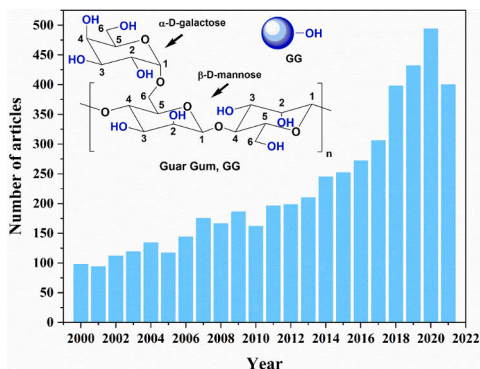 Number of articles
500
450
400
350
300
250
200
150
100
50
0
2000 2002 2004 2006 2008 2010 2012 2014 2016 2018 2020 2022
Year
α-D-galactose
OH
6 OH
4
5
O
HO
2
3
OH
1
O
β-D-mannose
6
4
5
O
O
OH
HO
2
3
1
O
3
2
1
HO
OH
O
4
5
O
6
OH
n
Guar Gum, GG
OH
GG